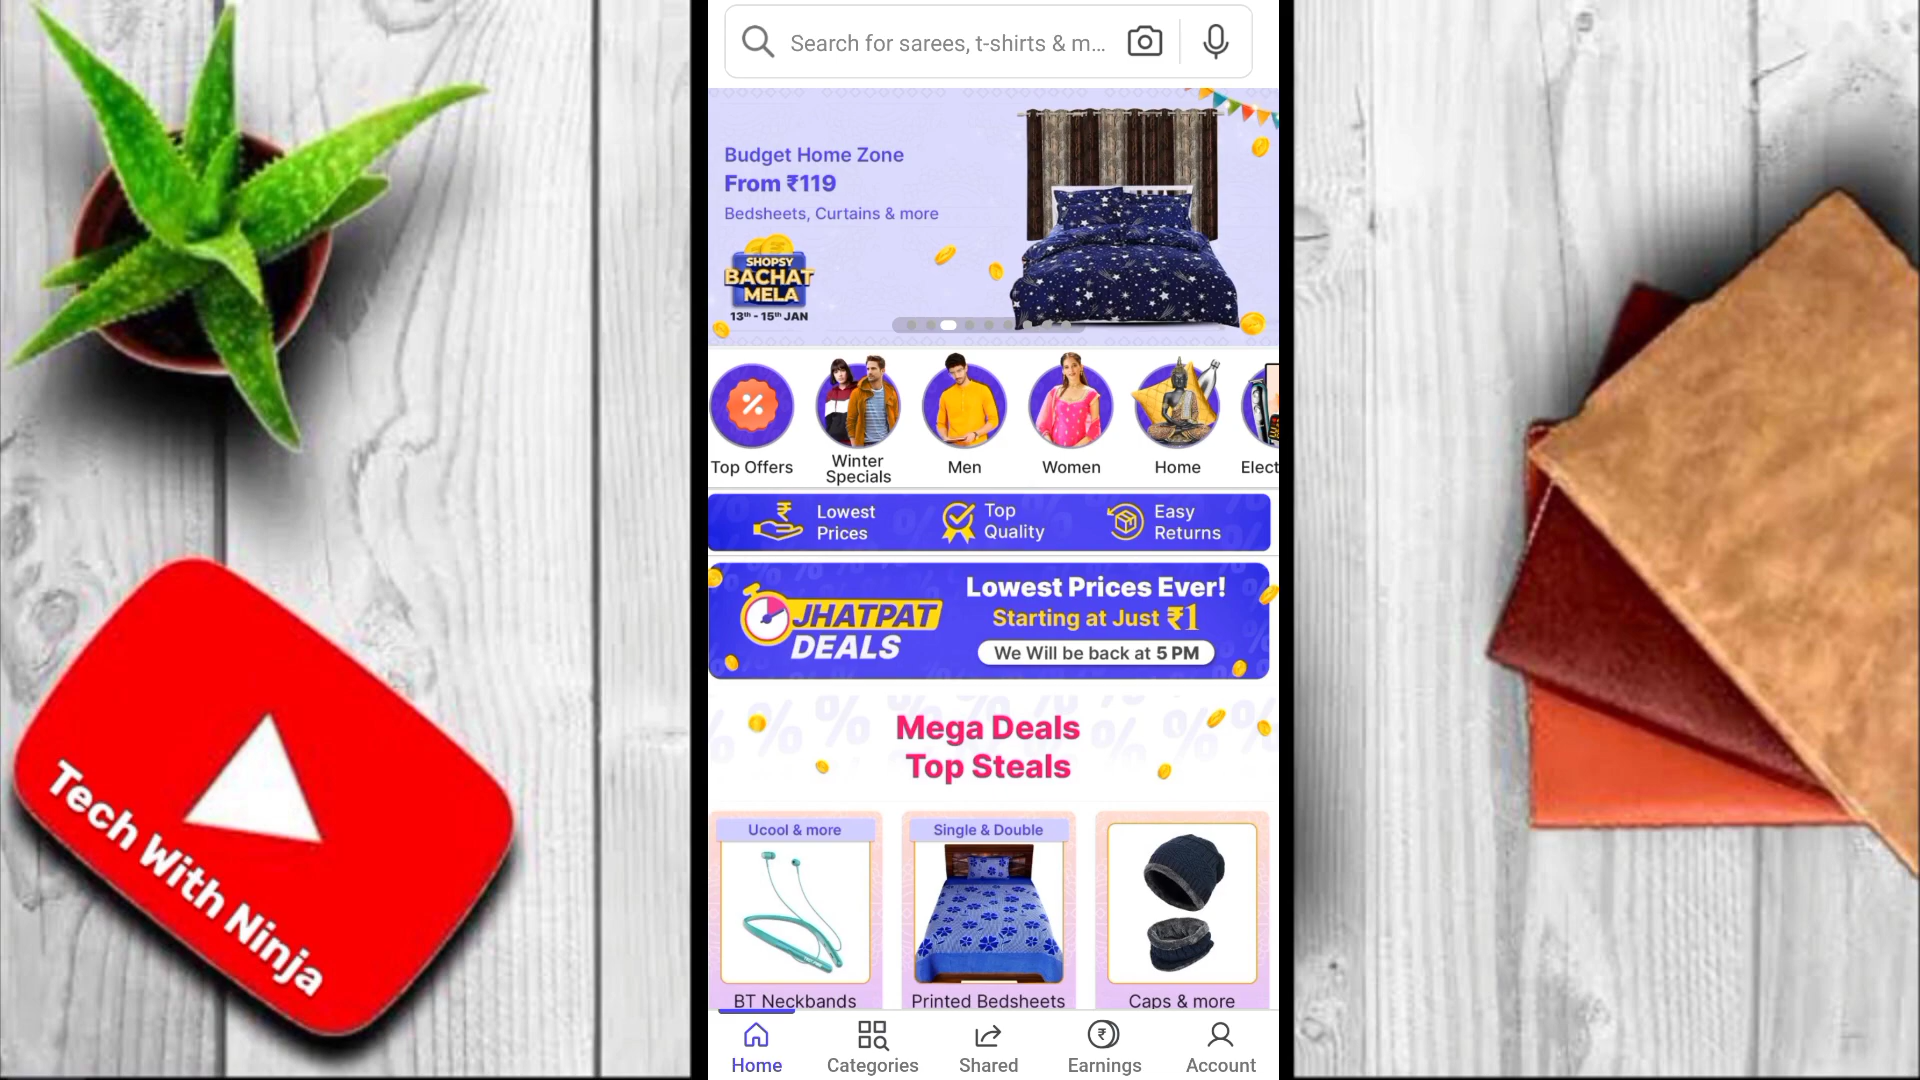 Search for sarees, t-shirts & m...
Budget Home Zone
From ₹119
Bedsheets, Curtains & more
SHOPSY
BACHAT
MELA
13th - 15th JAN
Top Offers
Winter
Specials
Men
Women
Home
Elect
Lowest
Prices
Top
Quality
Easy
Returns
JHATPAT
DEALS
Lowest Prices Ever!
Starting at Just ₹1
We Will be back at 5 PM
Mega Deals
Top Steals
Ucool & more
Single & Double
BT Neckbands
Printed Bedsheets
Caps & more
Home
Categories
Shared
Earnings
Account
Tech With Ninja